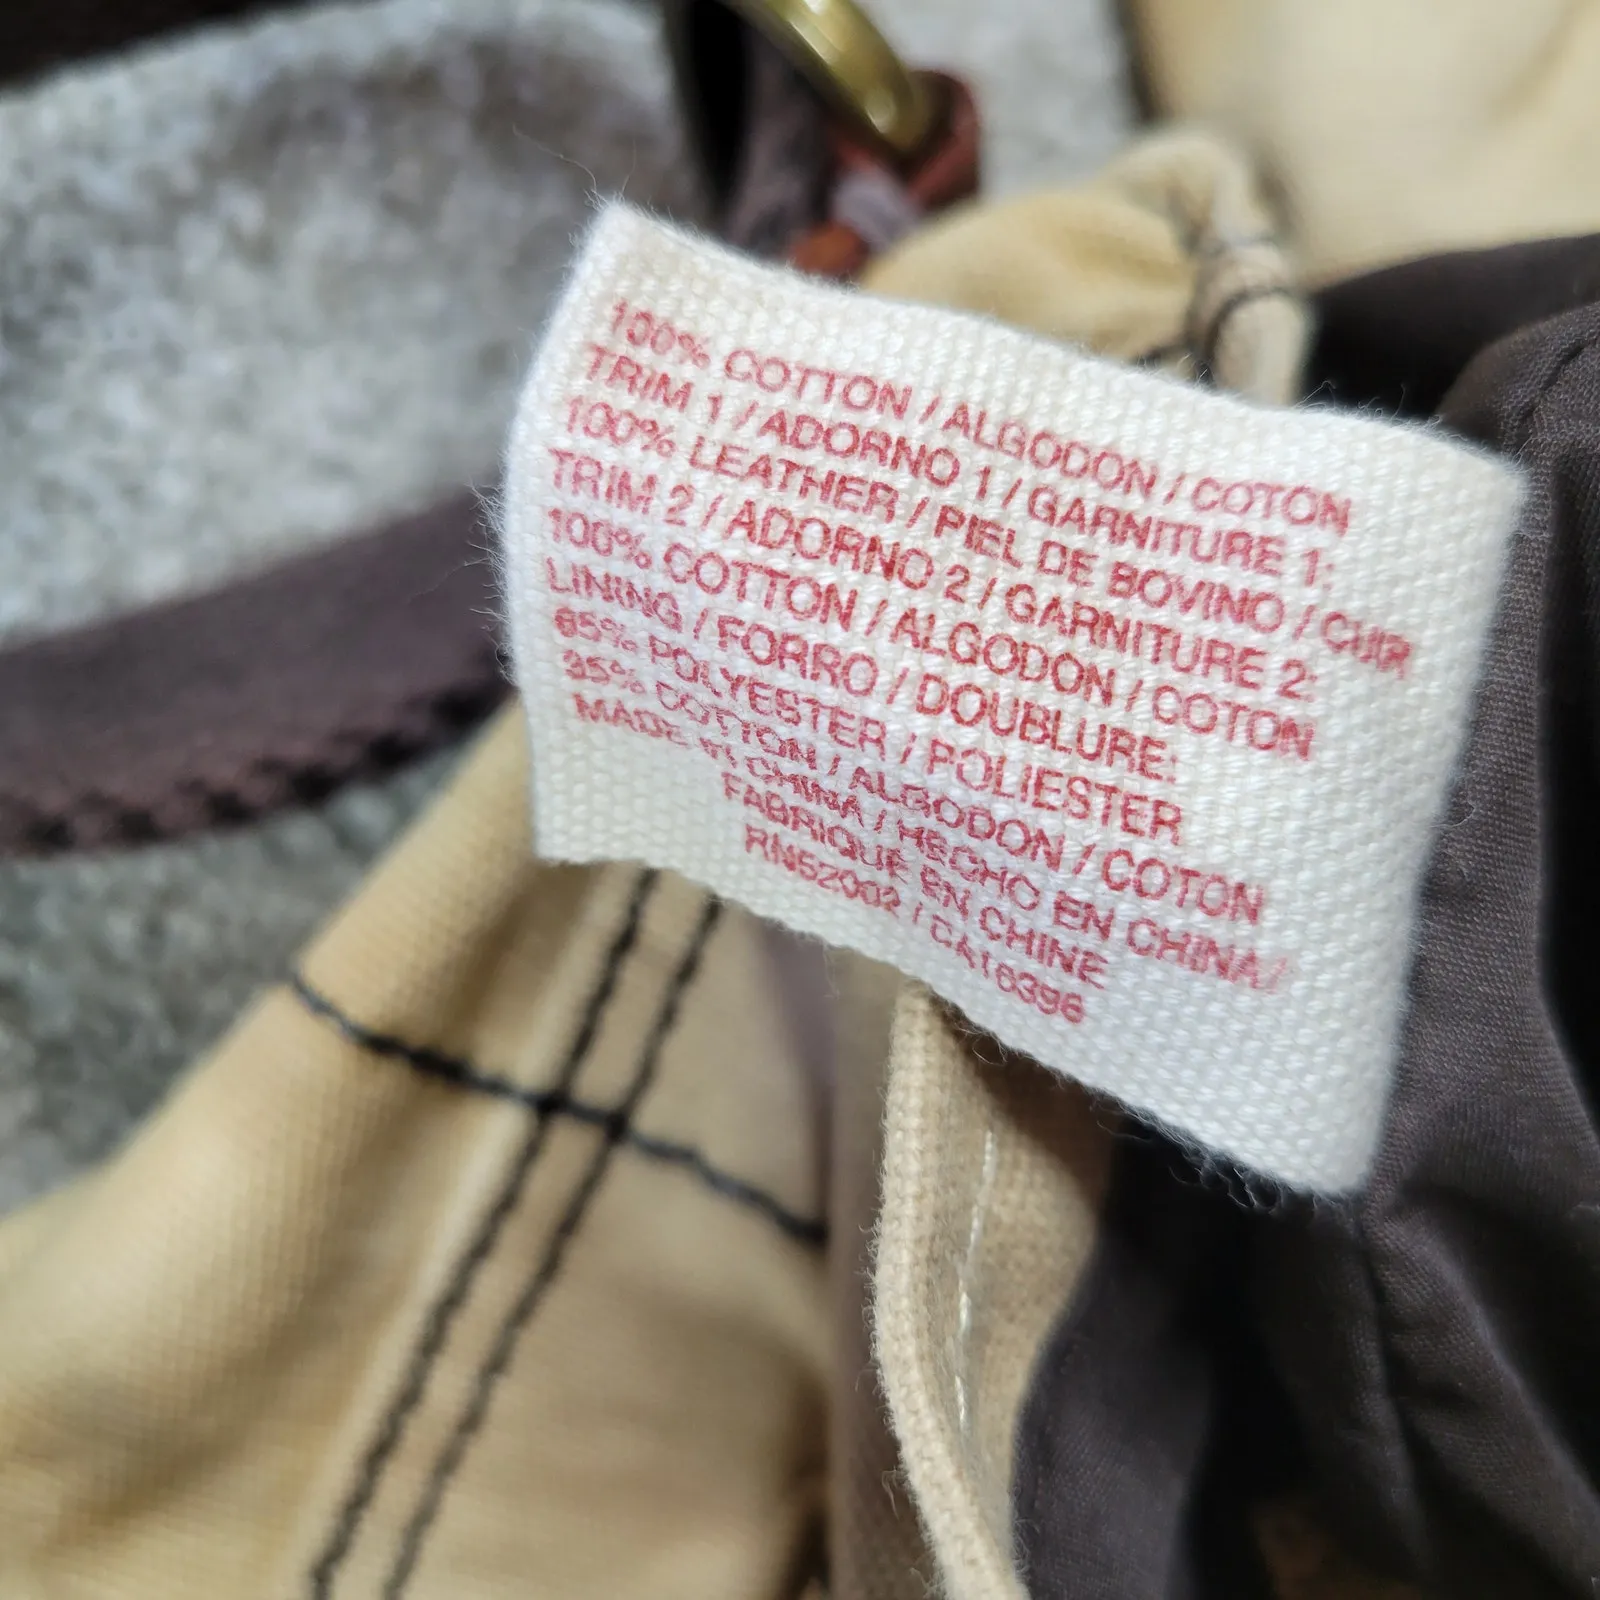 100% COTTON / ALGODON / COTON
TRIM 1 / ADORNO 1 / GARNITURE 1:
100% LEATHER / PIEL DE BOVINO / CUIR
TRIM 2 / ADORNO 2 / GARNITURE 2:
100% COTTON / ALGODON / COTON
LINING / FORRO / DOUBLURE:
65% POLYESTER / POLIESTER
35% COTTON / ALGODON / COTON
MADE IN CHINA / HECHO EN CHINA/
FABRIQUE EN CHINE
RN52002 / CA16396